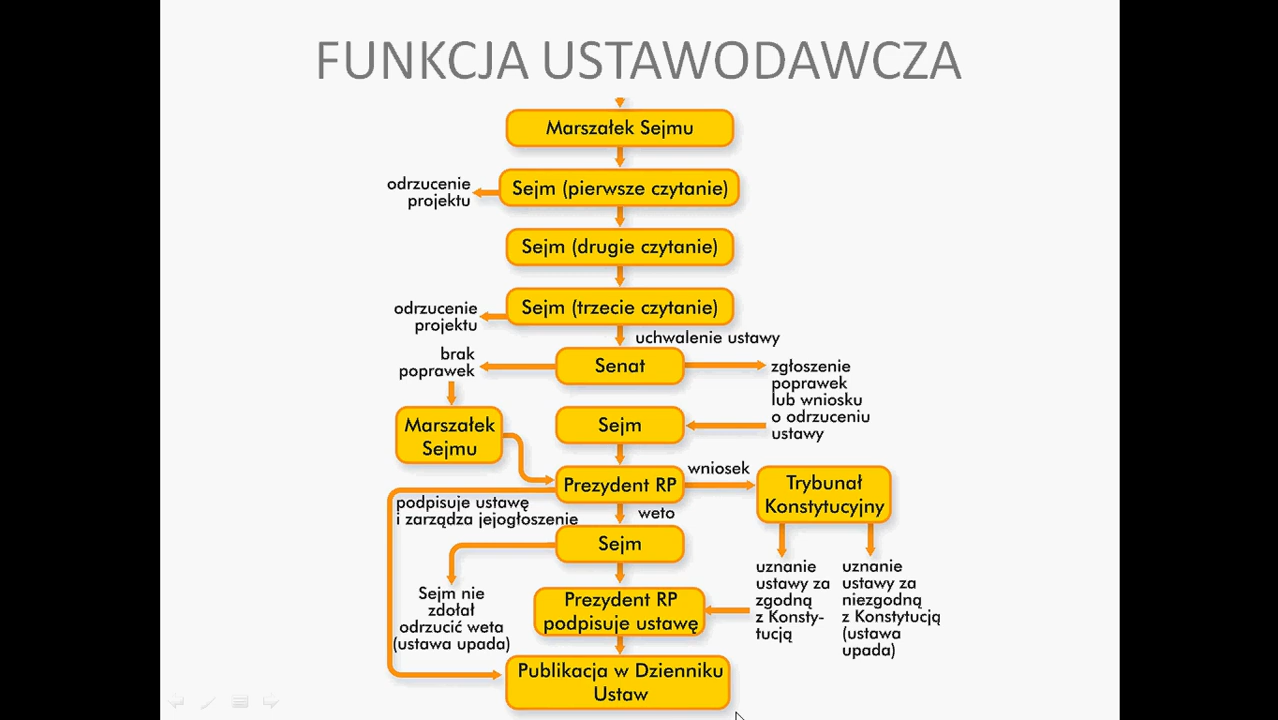 FUNKCJA USTAWODAWCZA
Marszałek Sejmu
odrzucenie
projektu
Sejm (pierwsze czytanie)
Sejm (drugie czytanie)
odrzucenie
projektu
Sejm (trzecie czytanie)
uchwalenie ustawy
brak
poprawek
Senat
zgłoszenie
poprawek
lub wniosku
o odrzuceniu
ustawy
Marszałek
Sejmu
Sejm
Prezydent RP
wniosek
Trybunał
Konstytucyjny
podpisuje ustawę
i zarządza jejogłoszenie
weto
Sejm
Sejm nie
zdołał
odrzucić weta
(ustawa upada)
uznanie
ustawy za
zgodną
z Konsty-
tucją
uznanie
ustawy za
niezgodną
z Konstytucją
(ustawa
upada)
Prezydent RP
podpisuje ustawę
Publikacja w Dzienniku
Ustaw